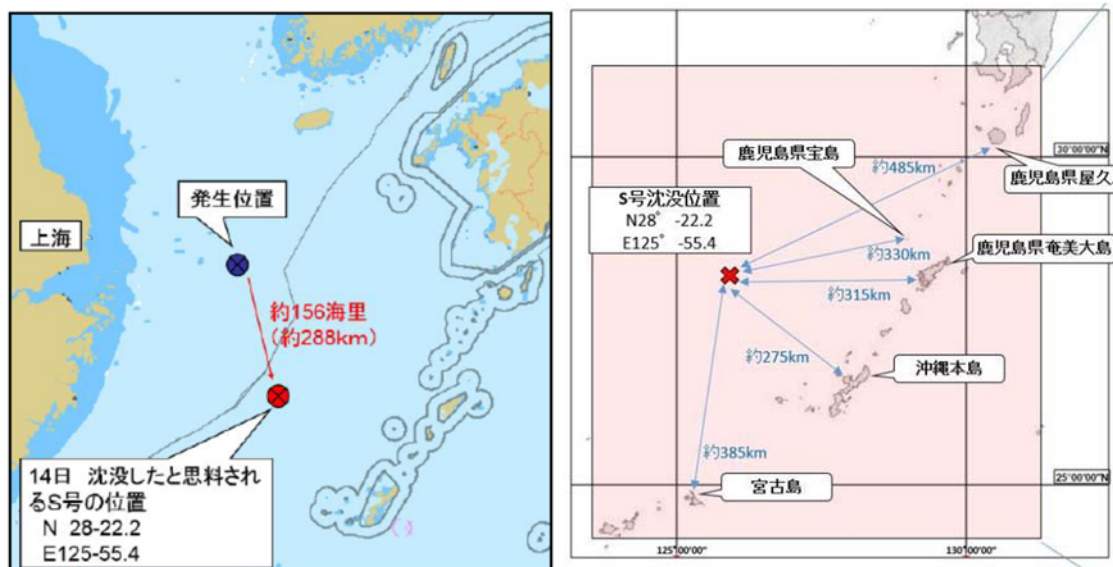 上海
発生位置
約156海里
(約288km)
14日 沈没したと思料され
るS号の位置
N 28-22.2
E125-55.4
鹿児島県宝島
約485km
30°00'00"N
鹿児島県屋久
S号沈没位置
N28° -22.2
E125° -55.4
約330km
鹿児島県奄美大島
約315km
約275km
沖縄本島
約385km
宮古島
25°00'00"N
125°00'00"
130°00'00"